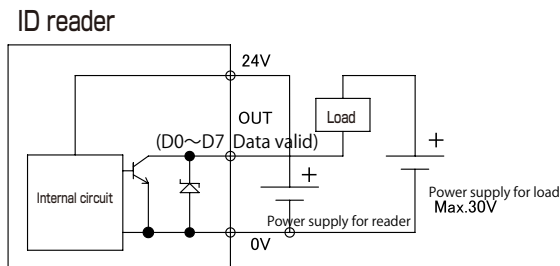 ID reader
24V
OUT
Load
(D0～D7 Data valid)
+
+
Internal circuit
Power supply for load
Max.30V
Power supply for reader
0V